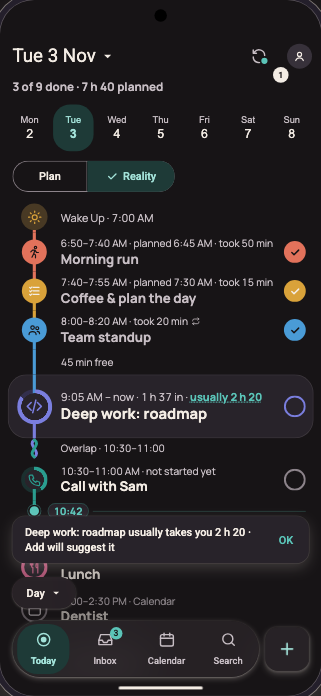 Tue 3 Nov
1
3 of 9 done · 7 h 40 planned
Mon Tue Wed Thu Fri Sat Sun
2 3 4 5 6 7 8
Plan Reality
Wake Up · 7:00 AM
6:50–7:40 AM · planned 6:45 AM · took 50 min
Morning run
7:40–7:55 AM · planned 7:30 AM · took 15 min
Coffee & plan the day
8:00–8:20 AM · took 20 min
Team standup
45 min free
9:05 AM – now · 1 h 37 in · usually 2 h 20
Deep work: roadmap
Overlap · 10:30–11:00
10:30–11:00 AM · not started yet
Call with Sam
10:42
Deep work: roadmap usually takes you 2 h 20 ·
Add will suggest it
OK
Lunch
Day
:00–2:30 PM · Calendar
Dentist
3
Today Inbox Calendar Search